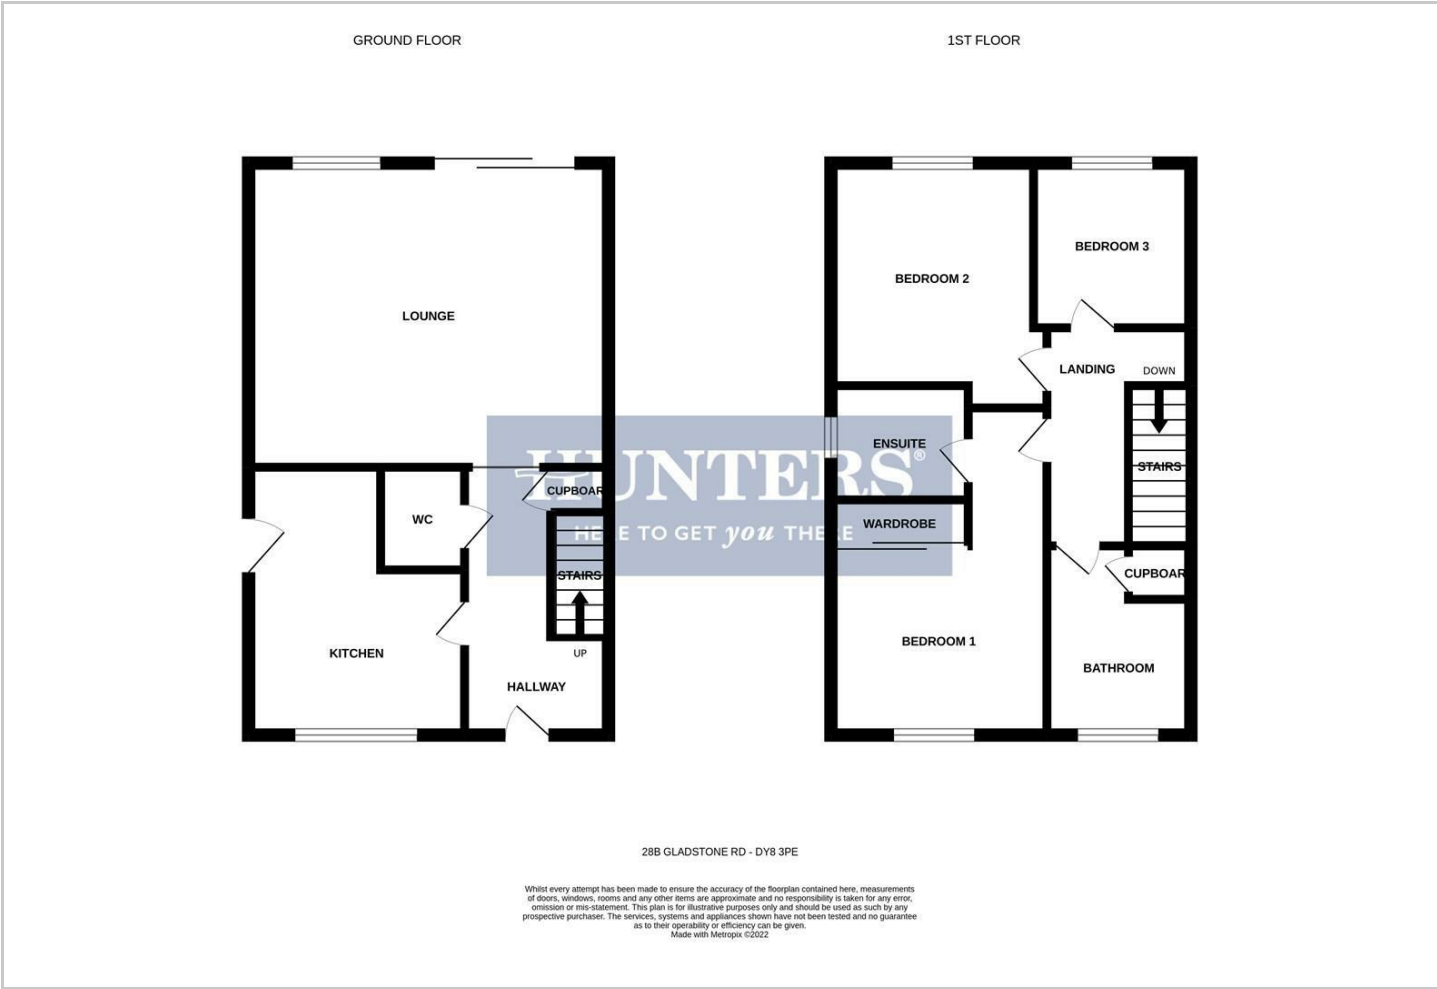 GROUND FLOOR
1ST FLOOR
LOUNGE
CUPBOAR
WC
STAIRS
KITCHEN
UP
HALLWAY
BEDROOM 2
BEDROOM 3
LANDING
DOWN
ENSUITE
STAIRS
WARDROBE
CUPBOAR
BEDROOM 1
BATHROOM
HUNTERS®
HERE TO GET you THERE
28B GLADSTONE RD - DY8 3PE
Whilst every attempt has been made to ensure the accuracy of the floorplan contained here, measurements
of doors, windows, rooms and any other items are approximate and no responsibility is taken for any error,
omission or mis-statement. This plan is for illustrative purposes only and should be used as such by any
prospective purchaser. The services, systems and appliances shown have not been tested and no guarantee
as to their operability or efficiency can be given.
Made with Metropix ©2022